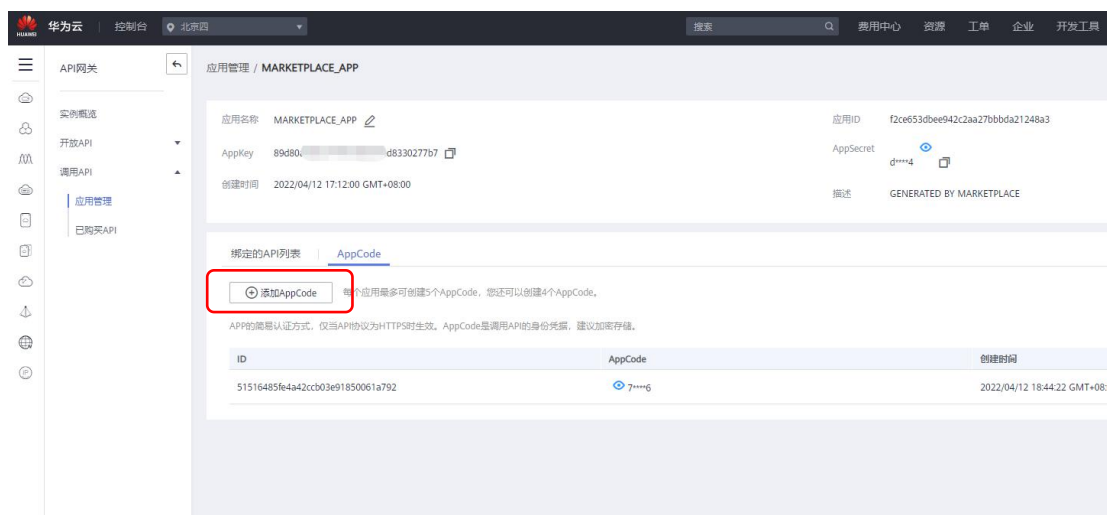 HUAWEI 华为云 控制台 北京四 搜索 费用中心 资源 工单 企业 开发工具
API网关
应用管理 / MARKETPLACE_APP
实例概览
开放API
调用API
应用管理
已购买API
应用名称 MARKETPLACE_APP
应用ID f2ce653dbee942c2aa27bbbda21248a3
AppKey 89d80 d8330277b7
AppSecret
d****4
创建时间 2022/04/12 17:12:00 GMT+08:00
描述 GENERATED BY MARKETPLACE
绑定的API列表 AppCode
添加AppCode 每个应用最多可创建5个AppCode，您还可以创建4个AppCode。
APP的简易认证方式，仅当API协议为HTTPS时生效。AppCode是调用API的身份凭据，建议加密存储。
ID AppCode 创建时间
51516485fe4a42ccb03e91850061a792 7****6 2022/04/12 18:44:22 GMT+08: